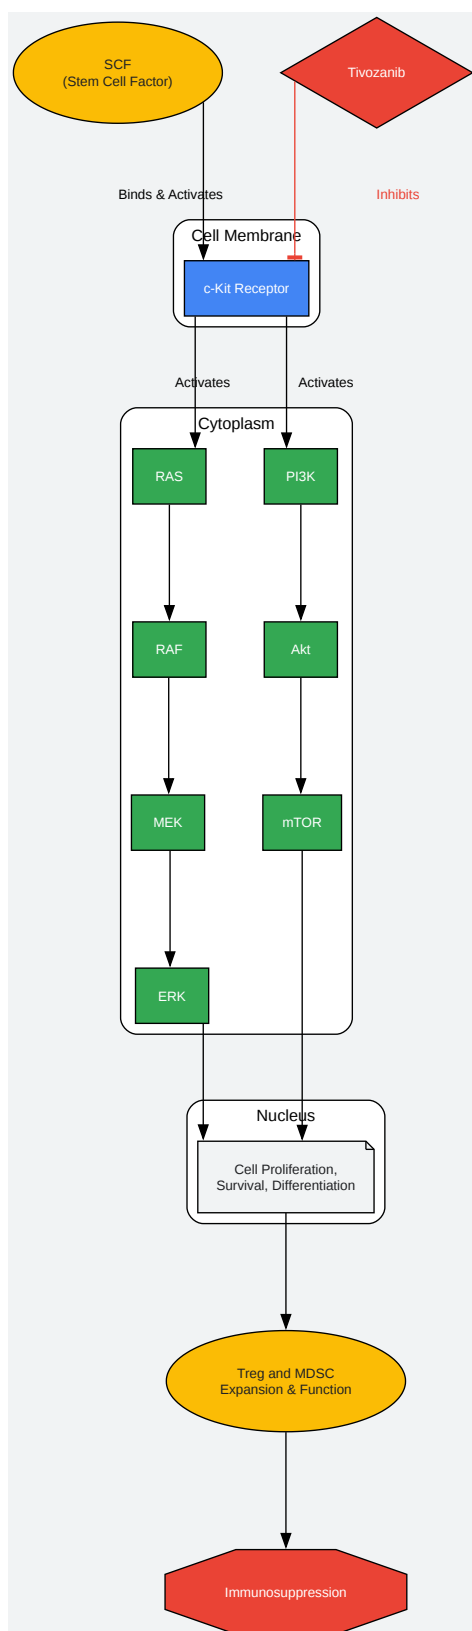 SCF
(Stem Cell Factor)
Tivozanib
Binds & Activates
Inhibits
Cell Membrane
c-Kit Receptor
Activates
Activates
Cytoplasm
RAS
PI3K
RAF
Akt
MEK
mTOR
ERK
Nucleus
Cell Proliferation,
Survival, Differentiation
Treg and MDSC
Expansion & Function
Immunosuppression